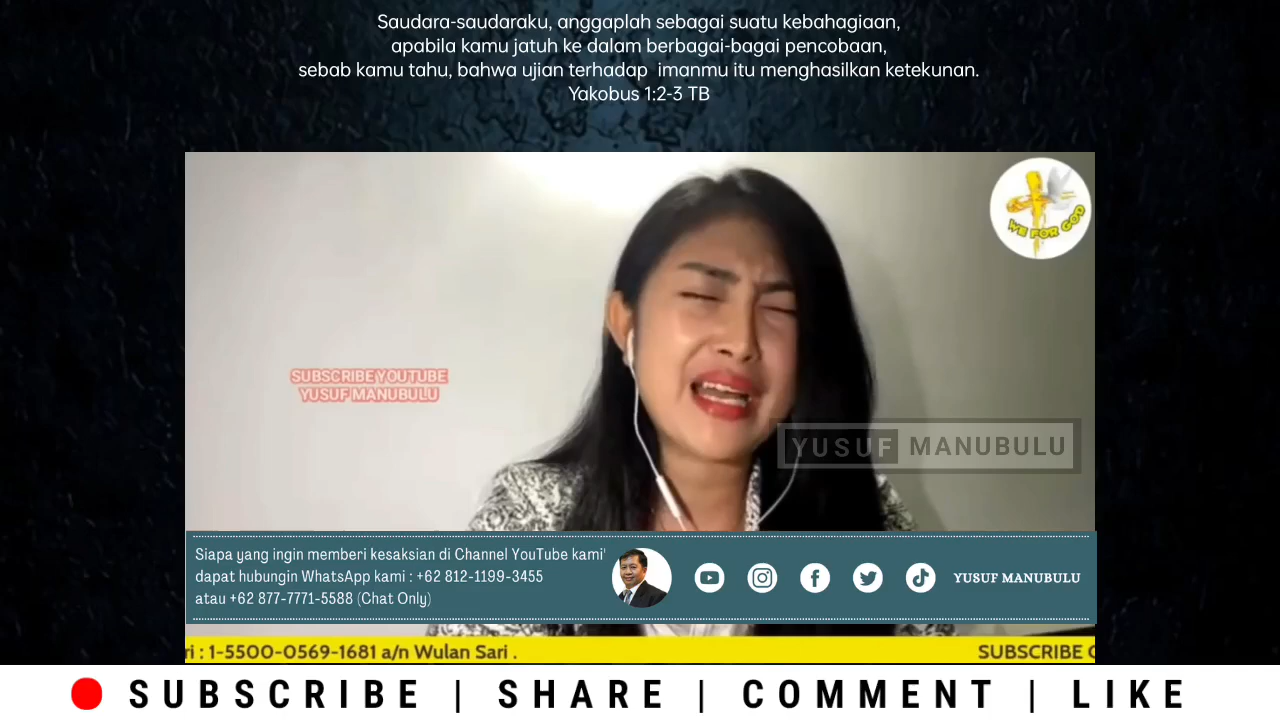 Saudara-saudaraku, anggaplah sebagai suatu kebahagiaan,
apabila kamu jatuh ke dalam berbagai-bagai pencobaan,
sebab kamu tahu, bahwa ujian terhadap  imanmu itu menghasilkan ketekunan.
Yakobus 1:2-3 TB
WE FOR GOD
SUBSCRIBE YOUTUBE
YUSUF MANUBULU
YUSUF MANUBULU
Siapa yang ingin memberi kesaksian di Channel YouTube kami'
dapat hubungin WhatsApp kami : +62 812-1199-3455
atau +62 877-7771-5588 (Chat Only)
YUSUF MANUBULU
ri : 1-5500-0569-1681 a/n Wulan Sari . SUBSCRIBE
SUBSCRIBE | SHARE | COMMENT | LIKE